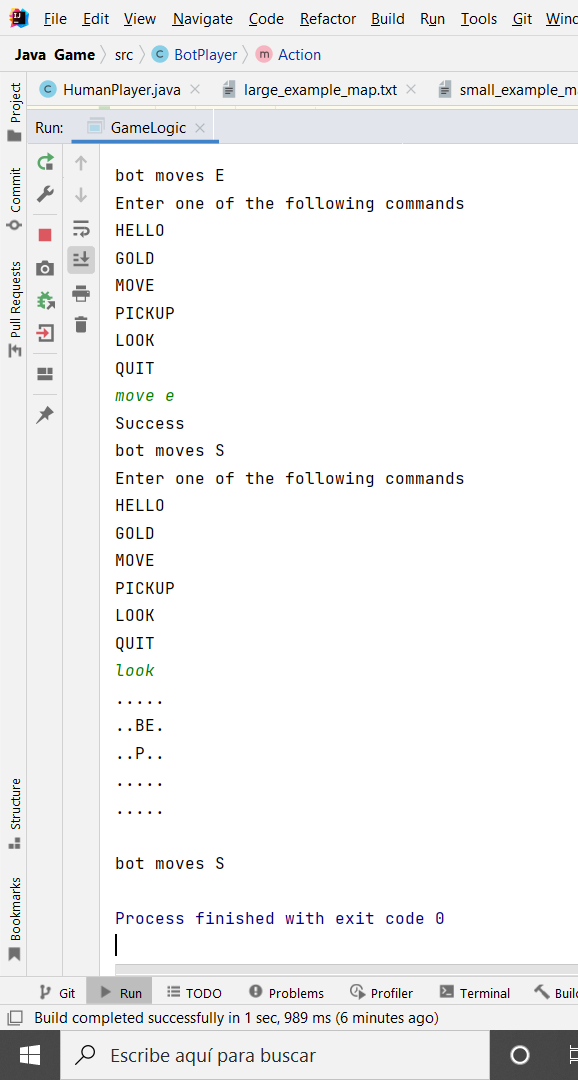 File Edit View Navigate Code Refactor Build Run Tools Git
Java Game src BotPlayer Action
HumanPlayer.java large_example_map.txt small_example_m
Run: GameLogic
Project
Commit
Pull Requests
Structure
Bookmarks
bot moves E
Enter one of the following commands
HELLO
GOLD
MOVE
PICKUP
LOOK
QUIT
move e
Success
bot moves S
Enter one of the following commands
HELLO
GOLD
MOVE
PICKUP
LOOK
QUIT
look
.....
..BE.
..P..
.....
.....
bot moves S
Process finished with exit code 0
Git Run TODO Problems Profiler Terminal
Build completed successfully in 1 sec, 989 ms (6 minutes ago)
Escribe aquí para buscar